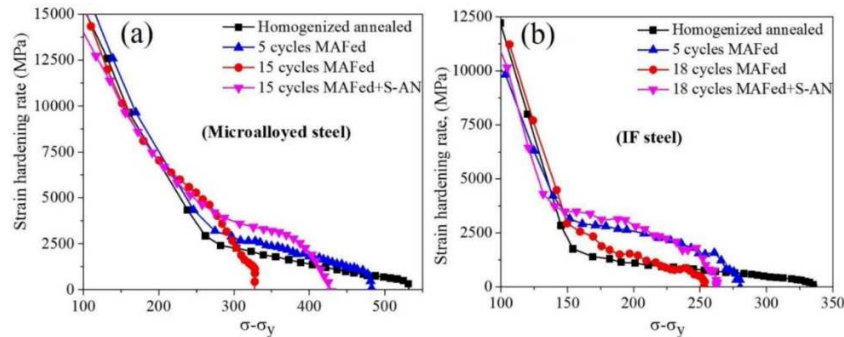 (a)
Homogenized annealed
5 cycles MAFed
15 cycles MAFed
15 cycles MAFed+S-AN
(Microalloyed steel)
Strain hardening rate (MPa)
15000
12500
10000
7500
5000
2500
0
100 200 300 400 500
σ-σy
(b)
Homogenized annealed
5 cycles MAFed
18 cycles MAFed
18 cycles MAFed+S-AN
(IF steel)
Strain hardening rate, (MPa)
12,500
10000
7500
5000
2500
0
100 150 200 250 300 350
σ-σy